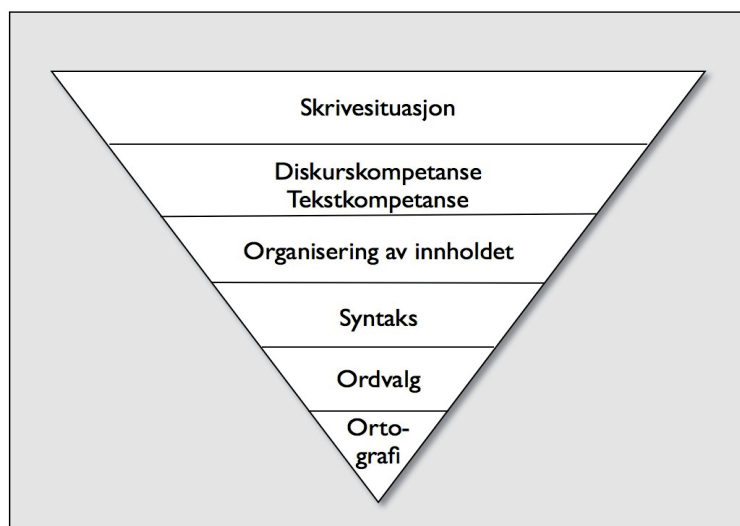 Skrivesituasjon
Diskurskompetanse
Tekstkompetanse
Organisering av innholdet
Syntaks
Ordvalg
Orto-
grafi